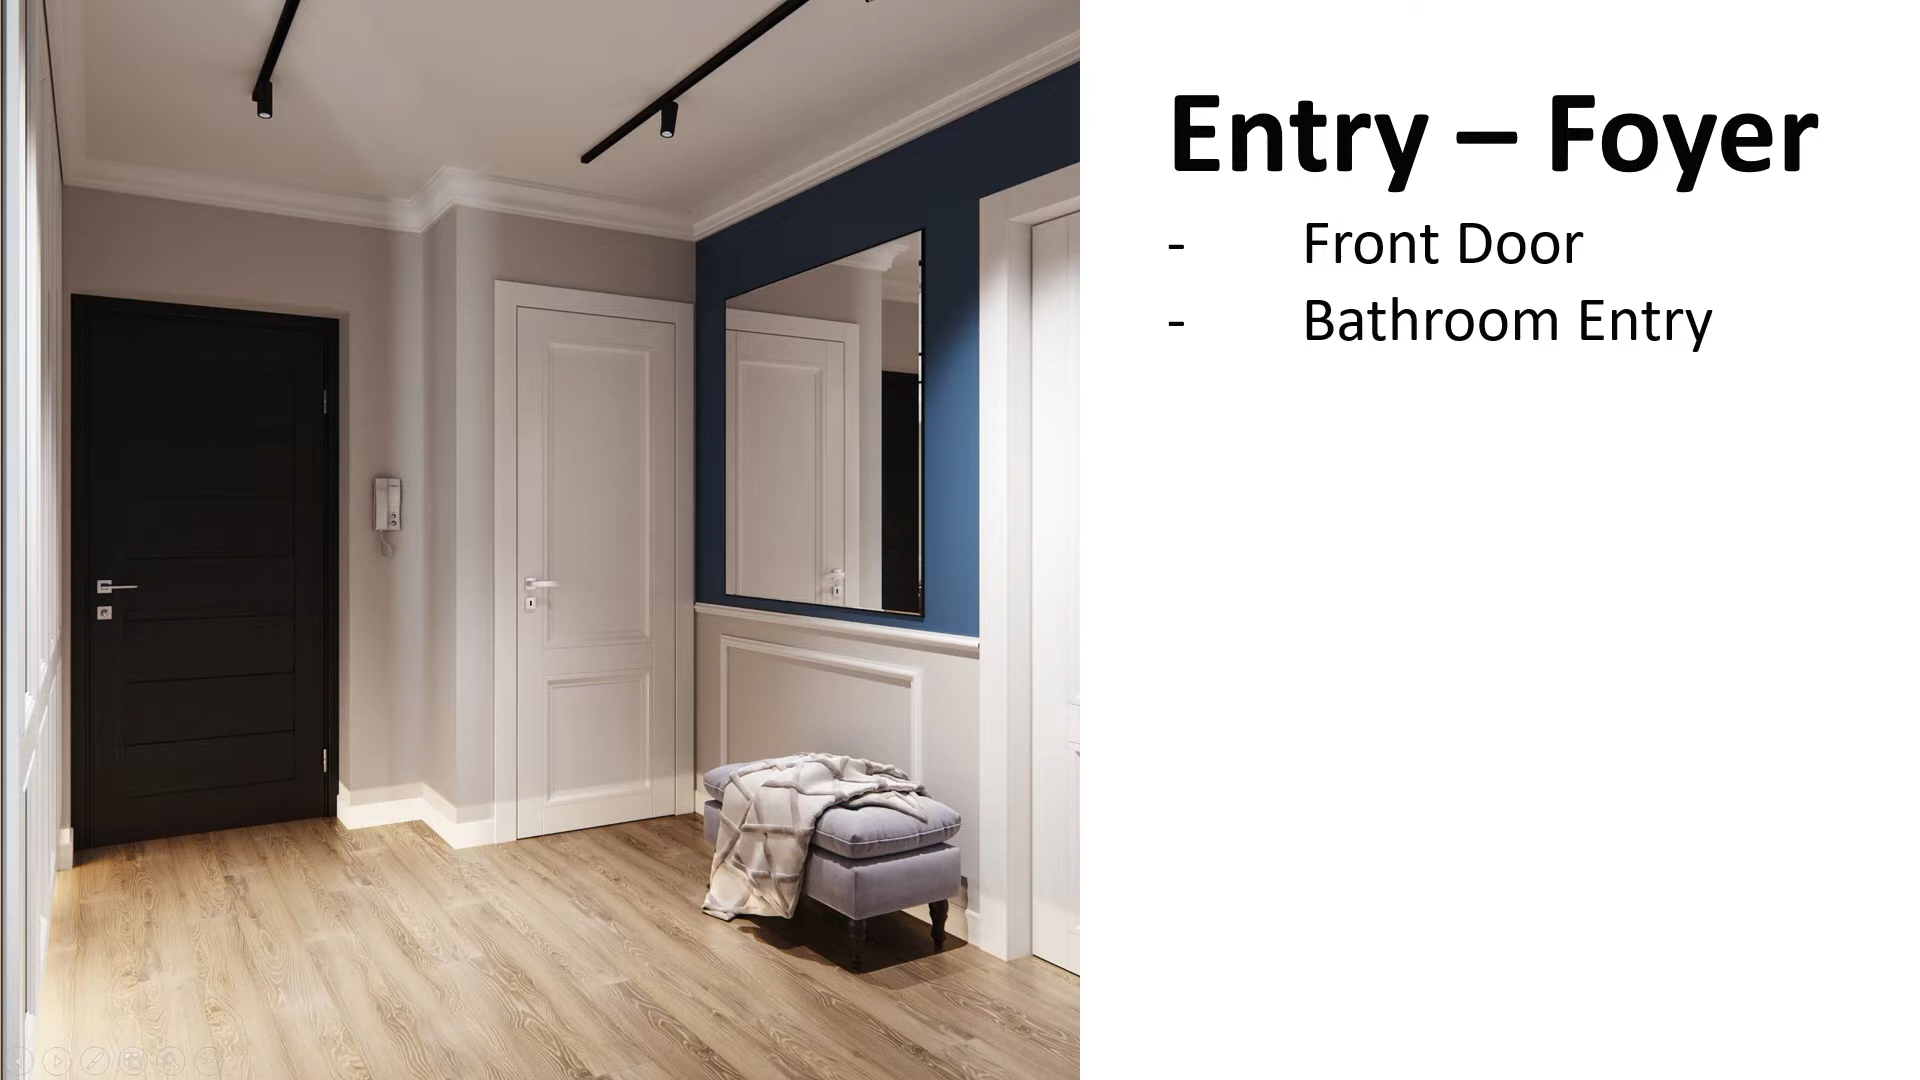 Entry – Foyer
- Front Door
- Bathroom Entry